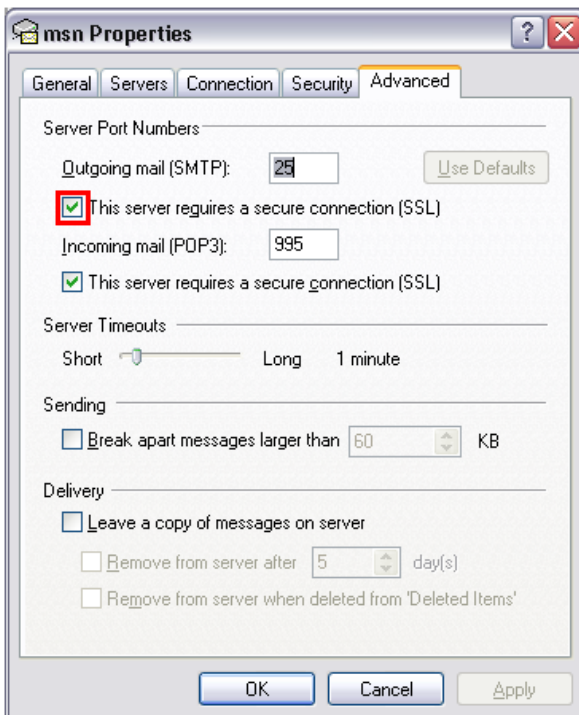 msn Properties
General Servers Connection Security Advanced
Server Port Numbers
Outgoing mail (SMTP): 25 Use Defaults
This server requires a secure connection (SSL)
Incoming mail (POP3): 995
This server requires a secure connection (SSL)
Server Timeouts
Short Long 1 minute
Sending
Break apart messages larger than 60 KB
Delivery
Leave a copy of messages on server
Remove from server after 5 day(s)
Remove from server when deleted from 'Deleted Items'
OK Cancel Apply